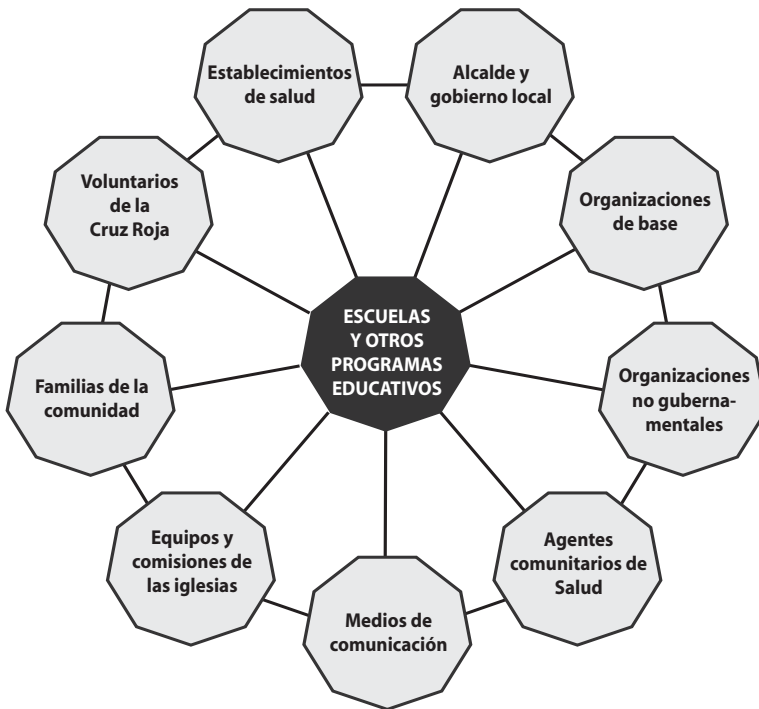 Establecimientos
de salud
Alcalde y
gobierno local
Organizaciones
de base
Organizaciones
no guberna-
mentales
Agentes
comunitarios de
Salud
Medios de
comunicación
Equipos y
comisiones de
las iglesias
Familias de la
comunidad
Voluntarios
de la
Cruz Roja
ESCUELAS
Y OTROS
PROGRAMAS
EDUCATIVOS